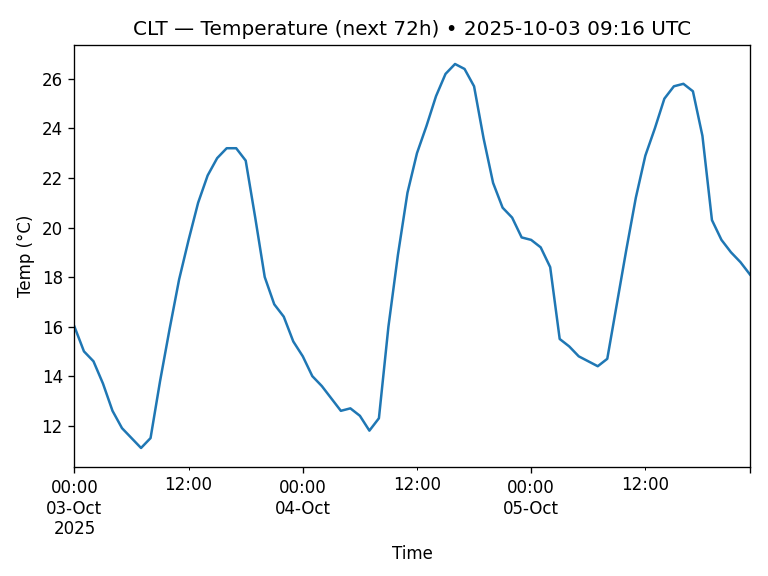 CLT — Temperature (next 72h) • 2025-10-03 09:16 UTC
26
24
22
20
18
16
14
12
Temp (°C)
00:00 12:00 00:00 12:00 00:00 12:00
03-Oct 04-Oct 05-Oct
2025
Time